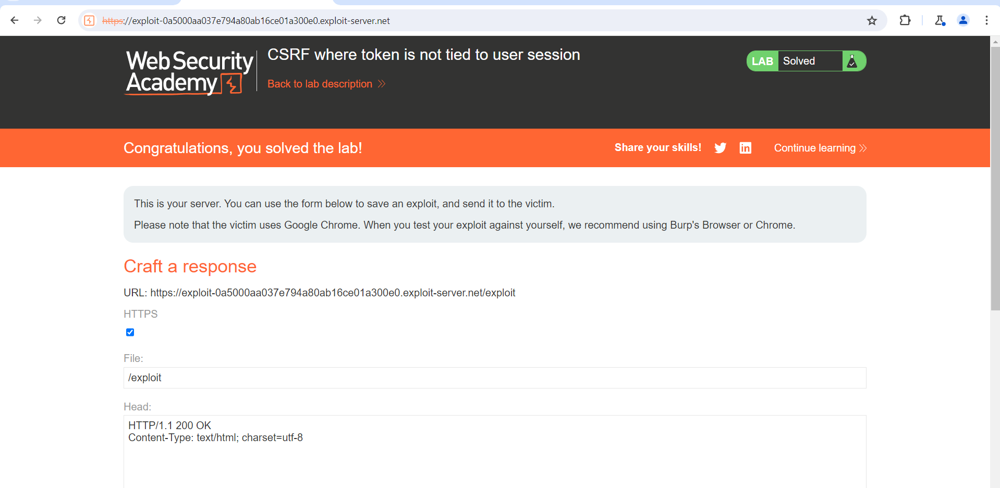 https://exploit-0a5000aa037e794a80ab16ce01a300e0.exploit-server.net
Web Security
Academy
CSRF where token is not tied to user session
Back to lab description
LAB Solved
Congratulations, you solved the lab!
Share your skills!
Continue learning
This is your server. You can use the form below to save an exploit, and send it to the victim.
Please note that the victim uses Google Chrome. When you test your exploit against yourself, we recommend using Burp's Browser or Chrome.
Craft a response
URL: https://exploit-0a5000aa037e794a80ab16ce01a300e0.exploit-server.net/exploit
HTTPS
File:
/exploit
Head:
HTTP/1.1 200 OK
Content-Type: text/html; charset=utf-8